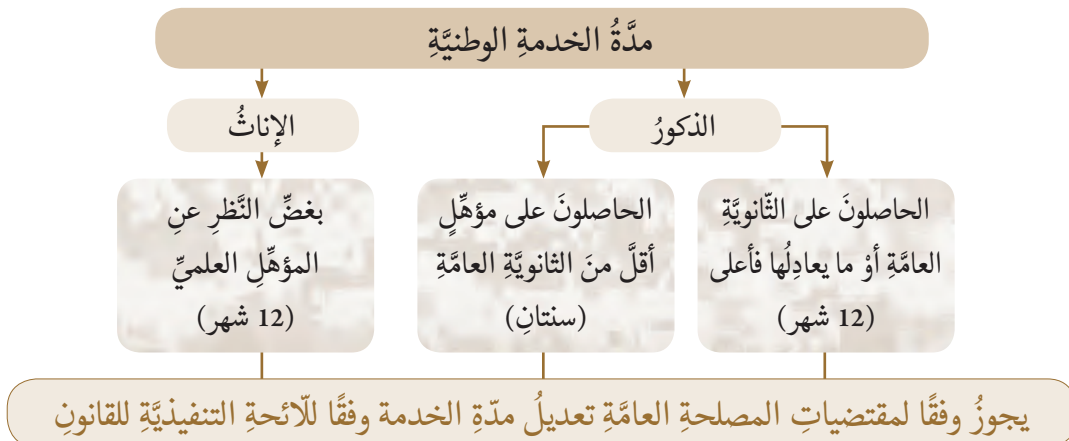 مدَّةُ الخدمةِ الوطنيَّةِ
الذكورُ
الإناثُ
الحاصلونَ على الثّانويَّةِ
العامَّةِ أوْ ما يعادِلُها فأعلى
(12 شهر)
الحاصلونَ على مؤهِّلٍ
أقلَّ منَ الثانويَّةِ العامَّةِ
(سنتانِ)
بغضِّ النَّظرِ عنِ
المؤهِّلِ العلميِّ
(12 شهر)
يجوزُ وفقًا لمقتضياتِ المصلحةِ العامَّةِ تعديلُ مدّةِ الخدمة وفقًا للّائحةِ التنفيذيَّةِ للقانونِ